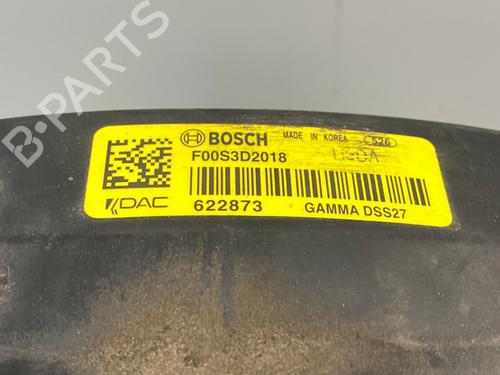 BOSCH MADE IN KOREA C526
F00S3D2018
DAC 622873 GAMMA DSS27
B-PARTS